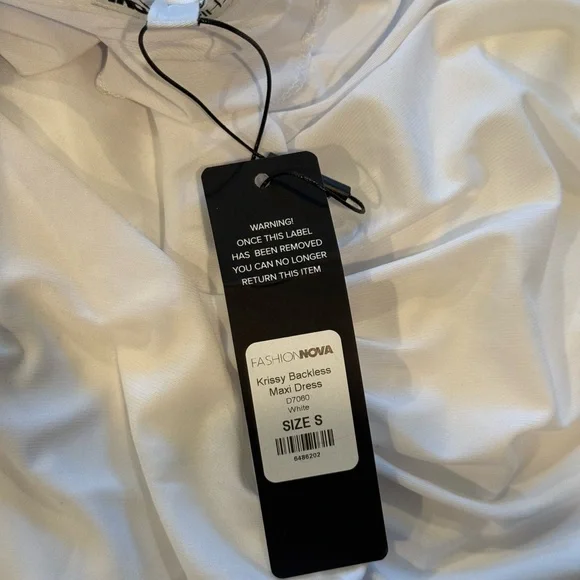 WARNING!
ONCE THIS LABEL
HAS BEEN REMOVED
YOU CAN NO LONGER
RETURN THIS ITEM
FASHIONNOVA
Krissy Backless
Maxi Dress
D7060
White
SIZE S
6486202